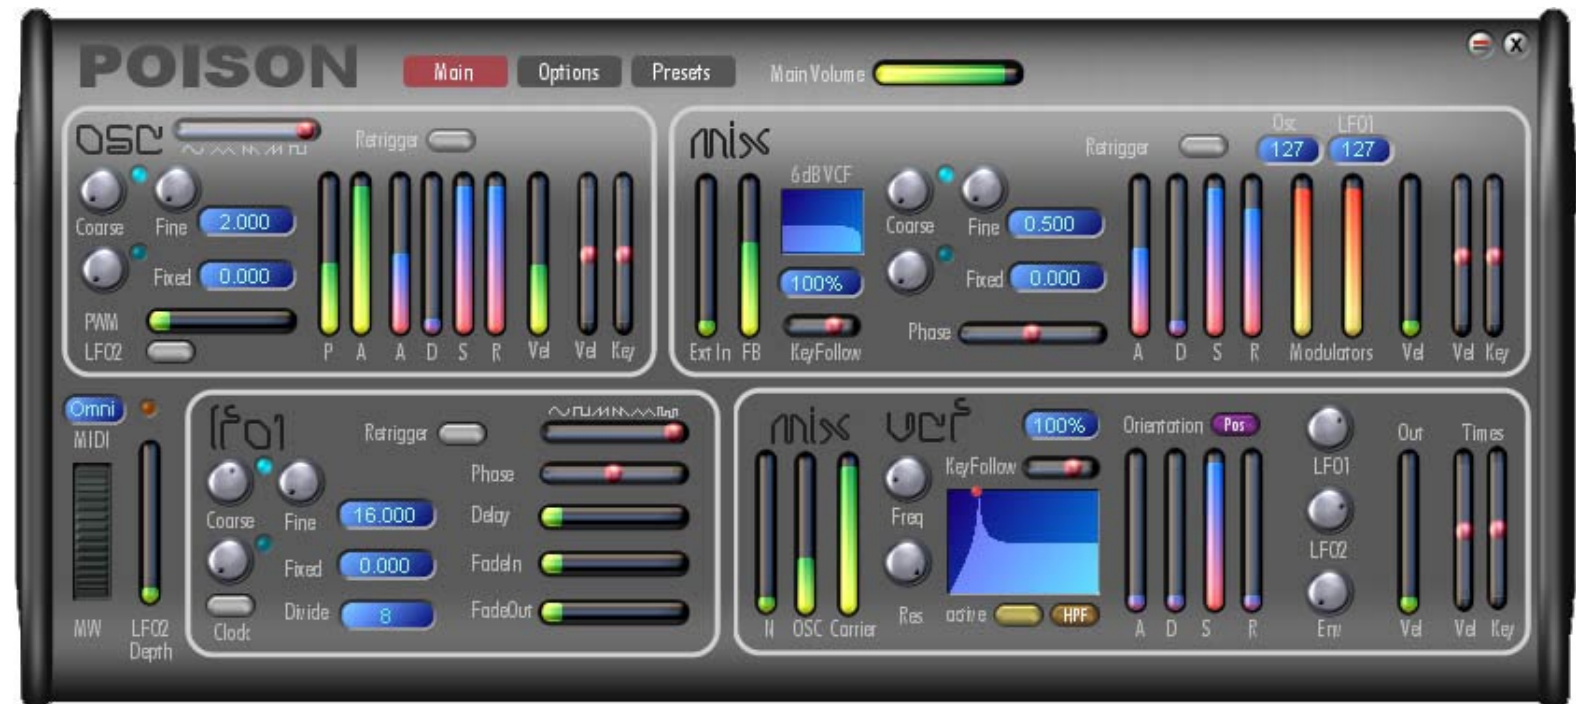 POISON Main Options Presets Main Volume X
OSC Retrigger
Coarse Fine 2.000
Fixed 0.000
PWM
LFO2
P A A D S R Vel Vel Key
mix Retrigger Osc 127 LFO1 127
6 dB VCF
Coarse Fine 0.500
100% Fixed 0.000
Phase
Ext In FB KeyFollow A D S R Modulators Vel Vel Key
Omni
MIDI
MW LFO2 Depth
lfo1 Retrigger
Phase
Coarse Fine 16.000 Delay
Fixed 0.000 FadeIn
Clock Divide 8 FadeOut
mix vcf 100% Orientation Pos Out Times
KeyFollow LFO1
Freq
LFO2
Res active HPF
N OSC Carrier A D S R Env Vel Vel Key